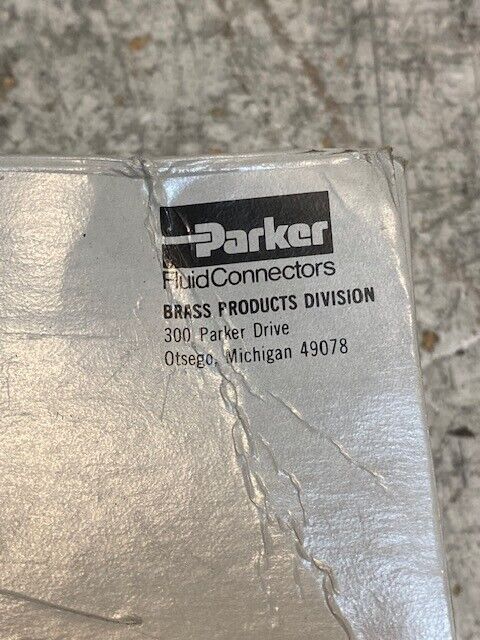 Parker
FluidConnectors
BRASS PRODUCTS DIVISION
300 Parker Drive
Otsego, Michigan 49078